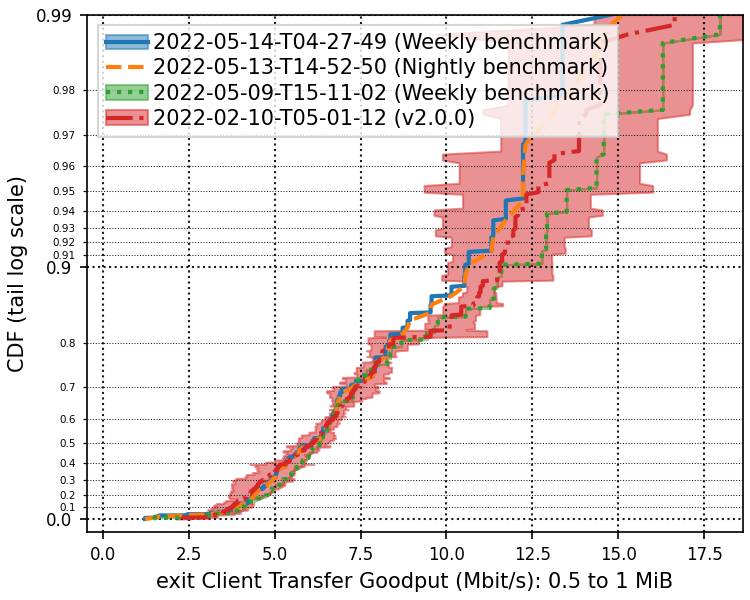 0.99
2022-05-14-T04-27-49 (Weekly benchmark)
2022-05-13-T14-52-50 (Nightly benchmark)
2022-05-09-T15-11-02 (Weekly benchmark)
2022-02-10-T05-01-12 (v2.0.0)
0.98
0.97
0.96
0.95
0.94
0.93
0.92
0.91
0.9
0.8
0.7
0.6
0.5
0.4
0.3
0.2
0.1
0.0
CDF (tail log scale)
0.0 2.5 5.0 7.5 10.0 12.5 15.0 17.5
exit Client Transfer Goodput (Mbit/s): 0.5 to 1 MiB